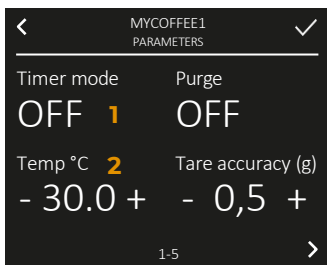 MYCOFFEE1
PARAMETERS
Timer mode Purge
OFF 1 OFF
Temp °C 2 Tare accuracy (g)
- 30.0 + - 0,5 +
1-5